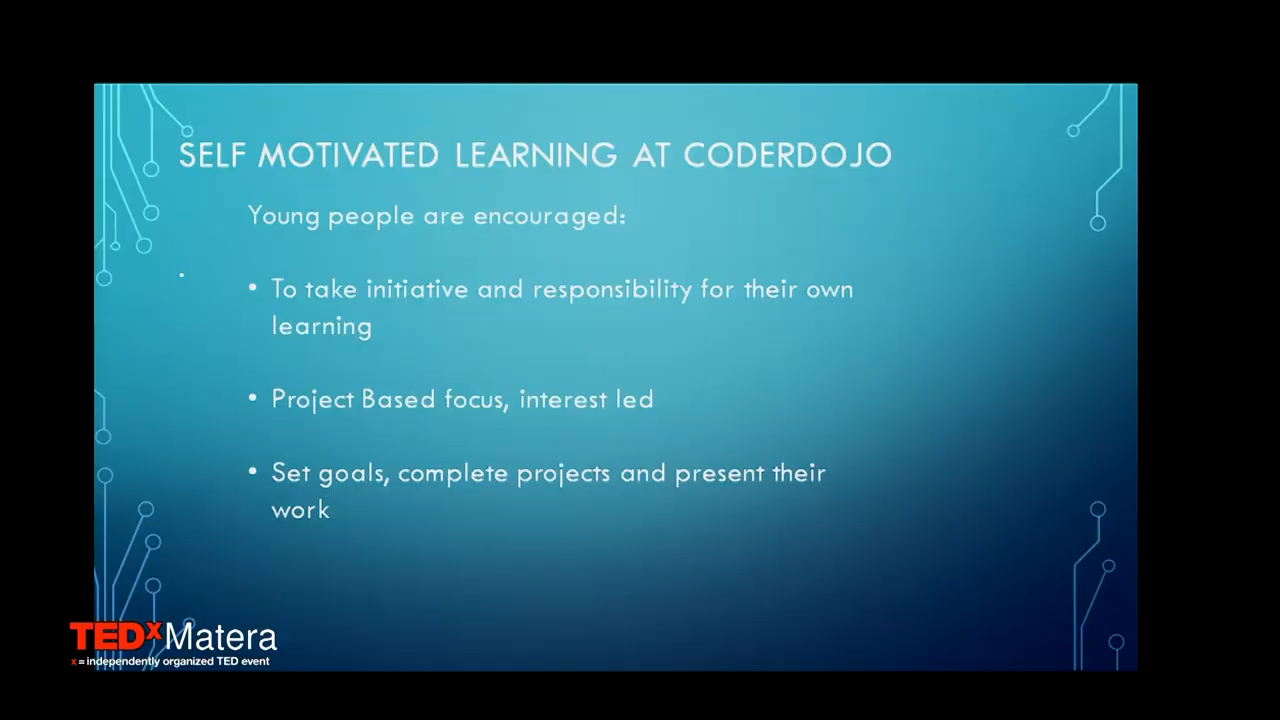 SELF MOTIVATED LEARNING AT CODERDOJO
Young people are encouraged:
• To take initiative and responsibility for their own
learning
• Project Based focus, interest led
• Set goals, complete projects and present their
work
TEDxMatera
x = independently organized TED event